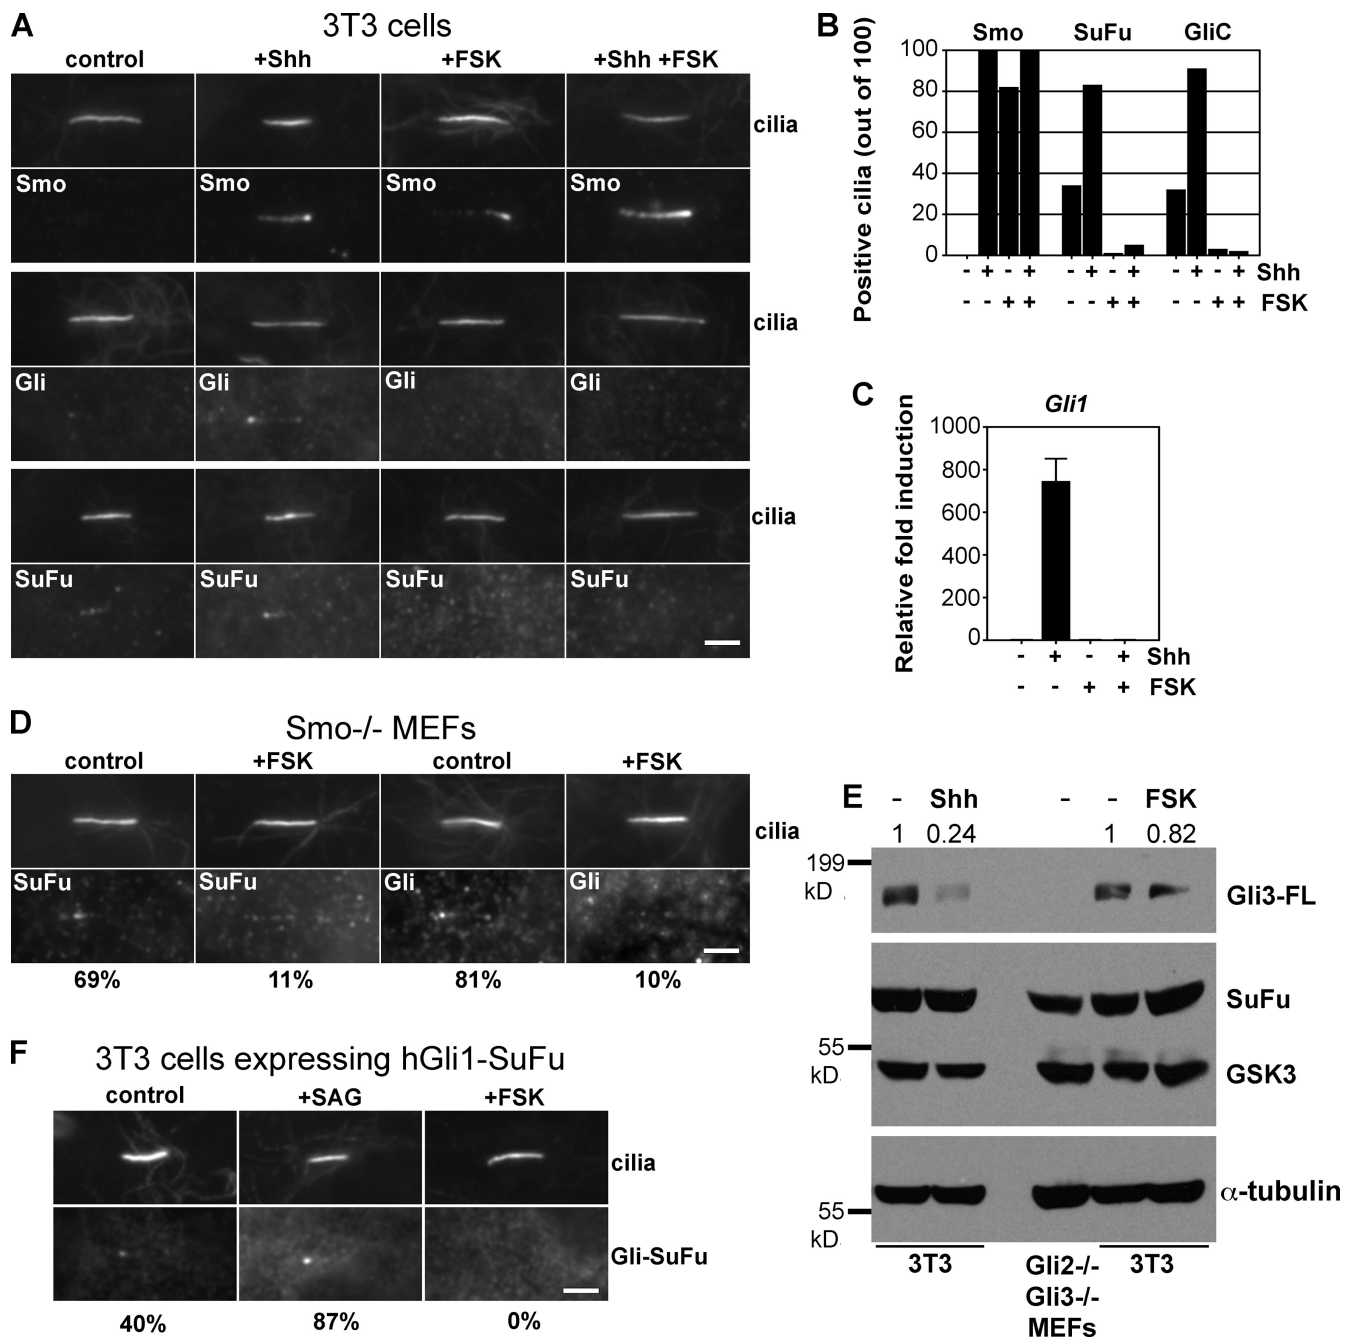 A
3T3 cells
control +Shh +FSK +Shh +FSK
cilia
Smo Smo Smo Smo
cilia
Gli Gli Gli Gli
cilia
SuFu SuFu SuFu SuFu
B
Smo SuFu GliC
Positive cilia (out of 100)
100
80
60
40
20
0
- + - + - + - + - + - + Shh
- - + + - - + + - - + + FSK
C
Gli1
Relative fold induction
1000
800
600
400
200
0
- + - + Shh
- - + + FSK
D
Smo-/- MEFs
control +FSK control +FSK
cilia
SuFu SuFu Gli Gli
69% 11% 81% 10%
E
- Shh - - FSK
1 0.24 1 0.82
199
kD
Gli3-FL
SuFu
55
kD
GSK3
α-tubulin
55
kD
3T3 Gli2-/- 3T3
Gli3-/-
MEFs
F
3T3 cells expressing hGli1-SuFu
control +SAG +FSK
cilia
Gli-SuFu
40% 87% 0%